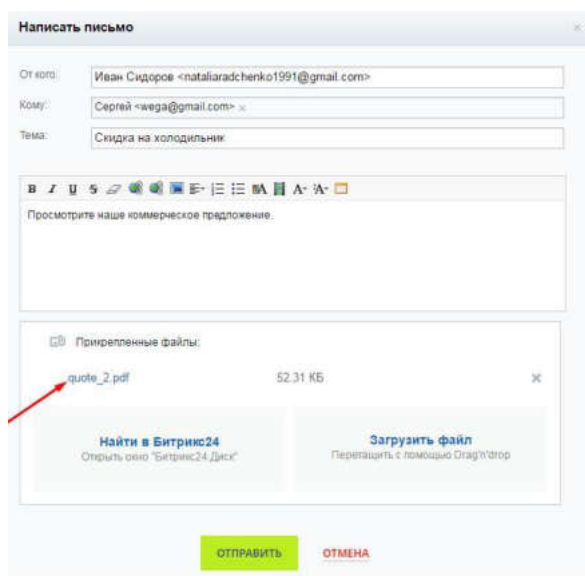 Написать письмо
От кого:
Иван Сидоров <nataliaradchenko1991@gmail.com>
Кому:
Сергей <wega@gmail.com> ×
Тема:
Скидка на холодильник
Просмотрите наше коммерческое предложение.
Прикрепленные файлы:
quote_2.pdf 52.31 КБ
Найти в Битрикс24
Открыть окно "Битрикс24.Диск"
Загрузить файл
Перетащить с помощью Drag'n'drop
ОТПРАВИТЬ ОТМЕНА